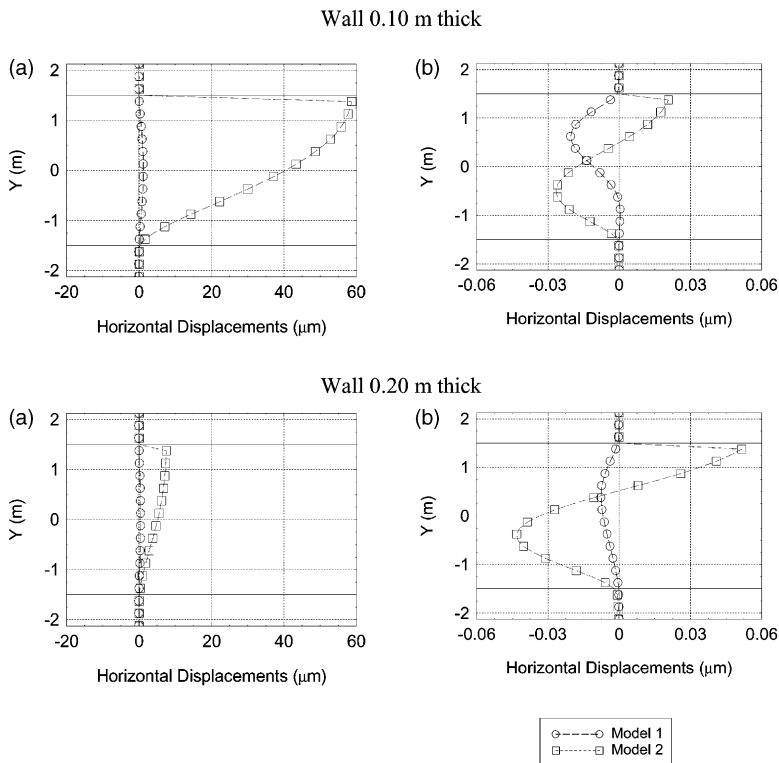 Wall 0.10 m thick
(a)
2
1
0
-1
-2
Y (m)
-20
0
20
40
60
Horizontal Displacements (μm)
(b)
2
1
0
-1
-2
Y (m)
-0.06
-0.03
0
0.03
0.06
Horizontal Displacements (μm)
Wall 0.20 m thick
(a)
2
1
0
-1
-2
Y (m)
-20
0
20
40
60
Horizontal Displacements (μm)
(b)
2
1
0
-1
-2
Y (m)
-0.06
-0.03
0
0.03
0.06
Horizontal Displacements (μm)
Model 1
Model 2